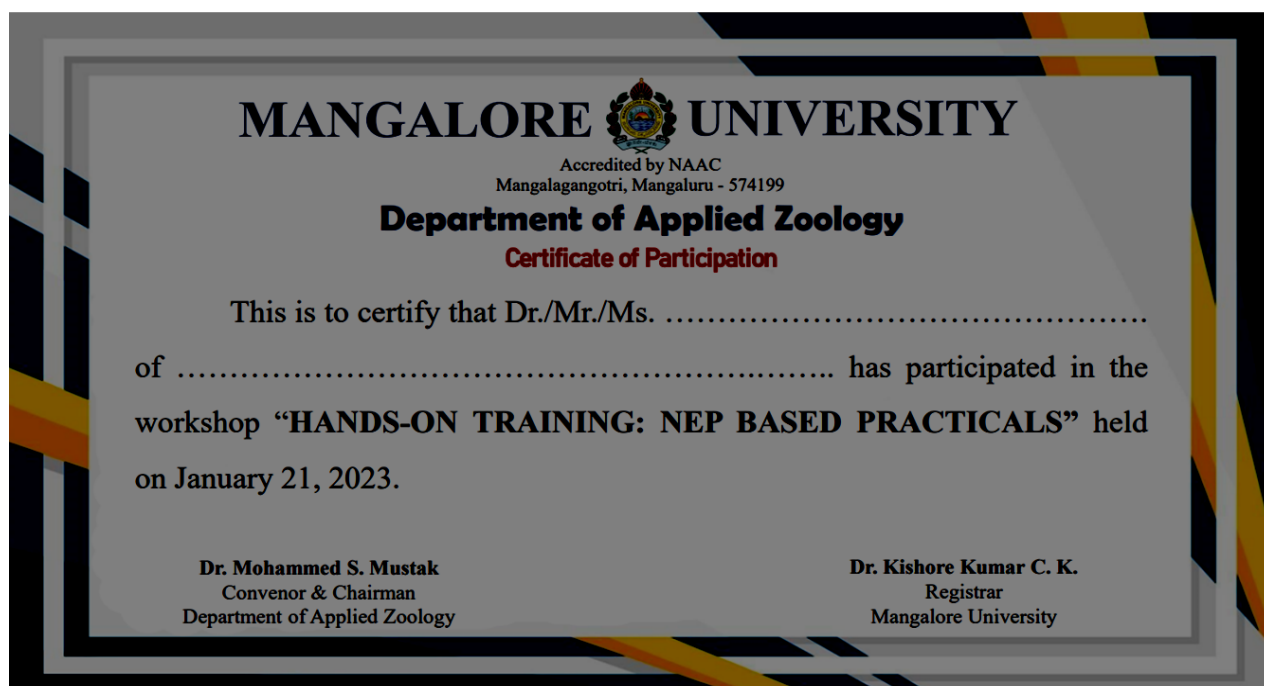 MANGALORE UNIVERSITY
Accredited by NAAC
Mangalagangotri, Mangaluru - 574199
Department of Applied Zoology
Certificate of Participation
This is to certify that Dr./Mr./Ms. ……………………………………………….
of …………………………………………………….…….. has participated in the
workshop “HANDS-ON TRAINING: NEP BASED PRACTICALS” held
on January 21, 2023.
Dr. Mohammed S. Mustak
Convenor & Chairman
Department of Applied Zoology
Dr. Kishore Kumar C. K.
Registrar
Mangalore University